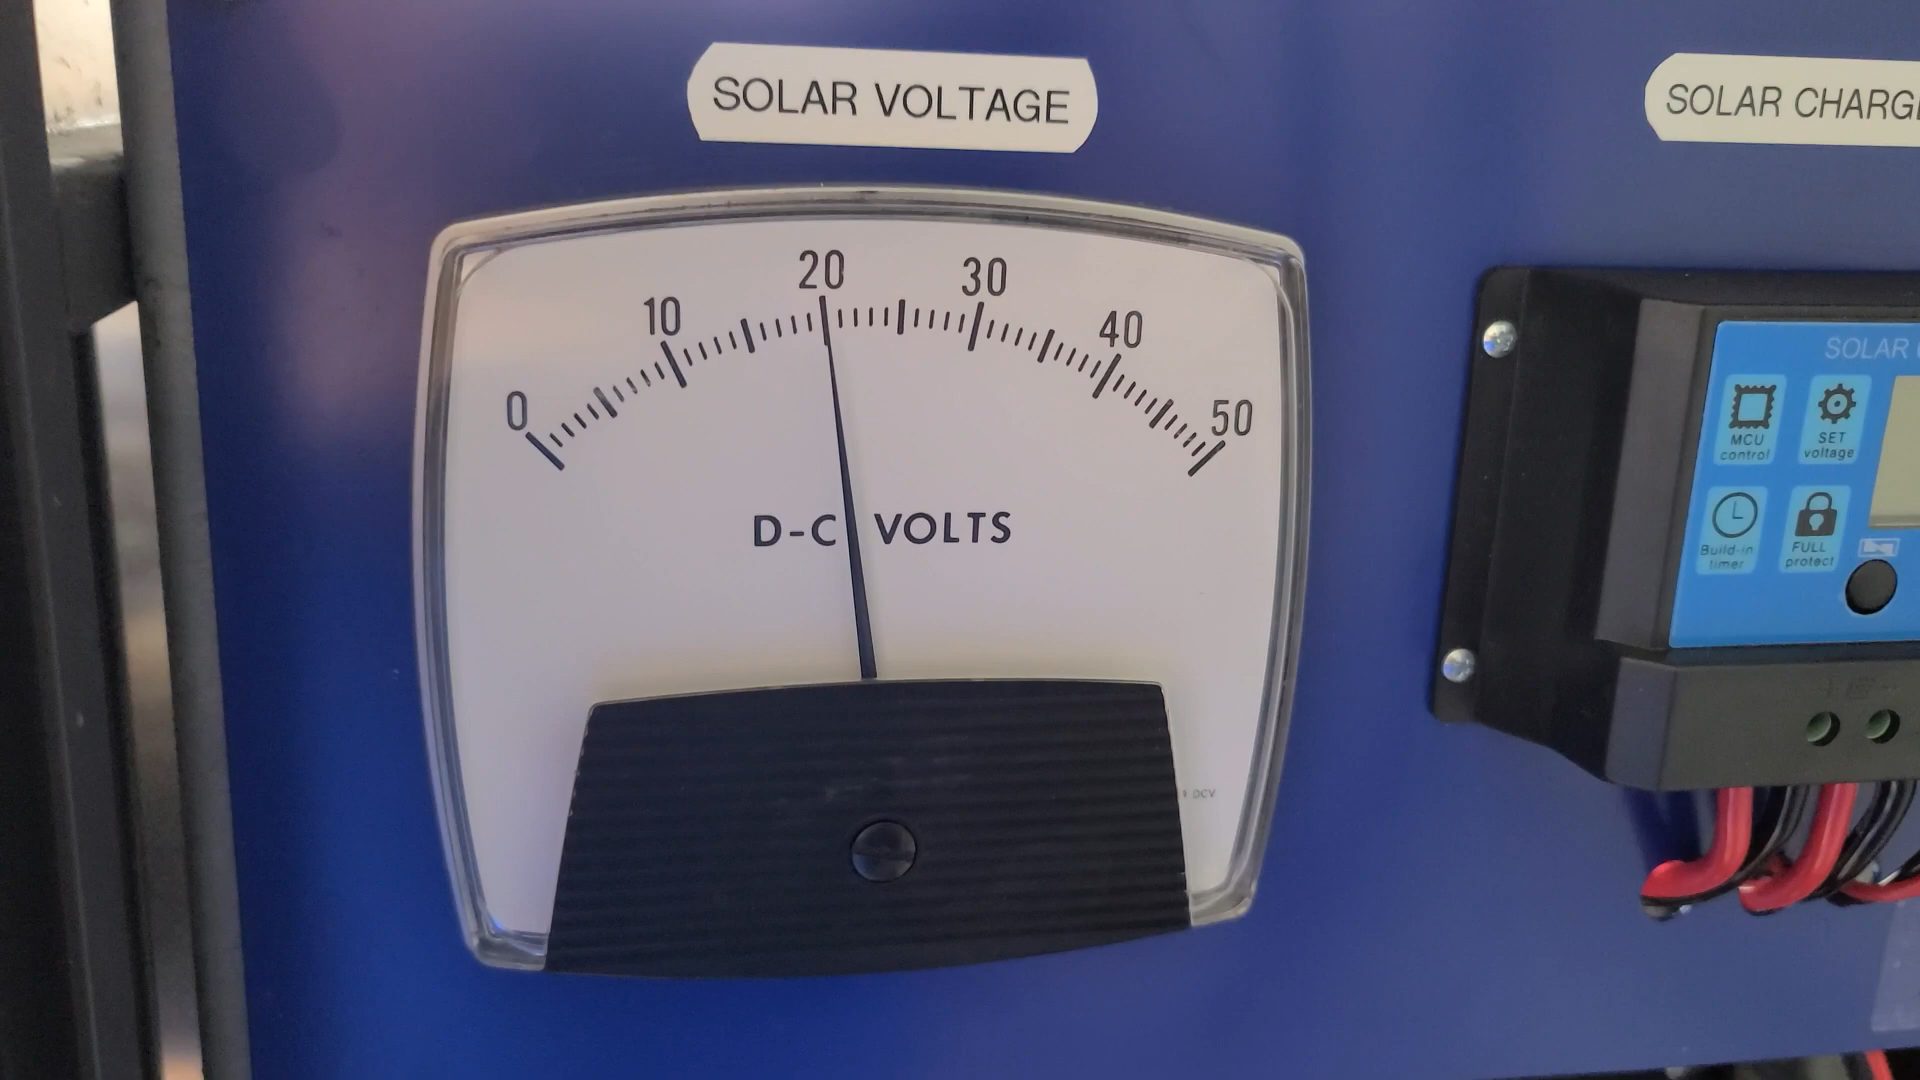 SOLAR VOLTAGE
SOLAR CHARGE
0 10 20 30 40 50
D-C VOLTS
DCV
SOLAR
MCU control
SET voltage
Build-in timer
FULL protect